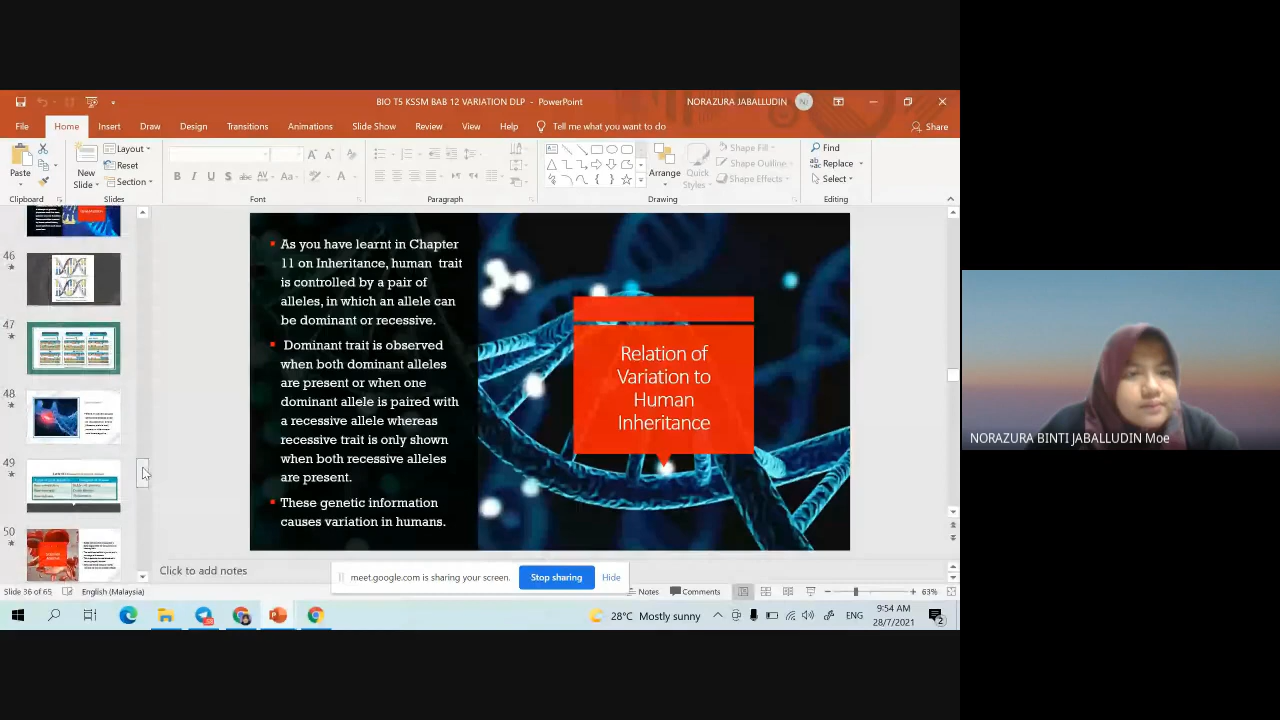 BIO T5 KSSM BAB 12 VARIATION DLP - PowerPoint
NORAZURA JABALLUDIN
NJ
File
Home
Insert
Draw
Design
Transitions
Animations
Slide Show
Review
View
Help
Tell me what you want to do
Share
Paste
New
Slide
Layout
Reset
Section
Arrange
Quick
Styles
Shape Fill
Shape Outline
Shape Effects
Find
Replace
Select
Clipboard
Slides
Font
Paragraph
Drawing
Editing
46
47
48
49
50
As you have learnt in Chapter
11 on Inheritance, human trait
is controlled by a pair of
alleles, in which an allele can
be dominant or recessive.
Dominant trait is observed
when both dominant alleles
are present or when one
dominant allele is paired with
a recessive allele whereas
recessive trait is only shown
when both recessive alleles
are present.
These genetic information
causes variation in humans.
Relation of
Variation to
Human
Inheritance
NORAZURA BINTI JABALLUDIN Moe
Click to add notes
meet.google.com is sharing your screen.
Stop sharing
Hide
Slide 36 of 65
English (Malaysia)
Notes
Comments
63%
28°C Mostly sunny
ENG
9:54 AM
28/7/2021
2